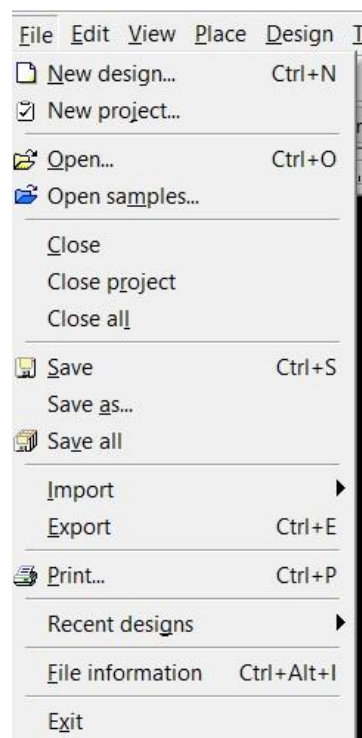 File Edit View Place Design T
New design... Ctrl+N
New project...
Open... Ctrl+O
Open samples...
Close
Close project
Close all
Save Ctrl+S
Save as...
Save all
Import
Export Ctrl+E
Print... Ctrl+P
Recent designs
File information Ctrl+Alt+I
Exit